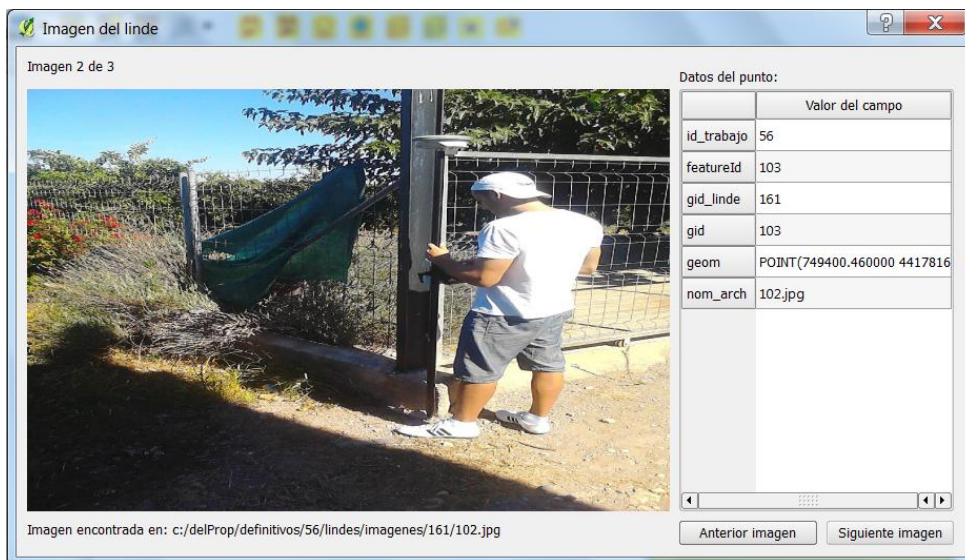 Imagen del linde
Imagen 2 de 3
Datos del punto:
Valor del campo
id_trabajo 56
featureId 103
gid_linde 161
gid 103
geom POINT(749400.460000 4417816
nom_arch 102.jpg
Imagen encontrada en: c:/delProp/definitivos/56/lindes/imagenes/161/102.jpg
Anterior imagen Siguiente imagen